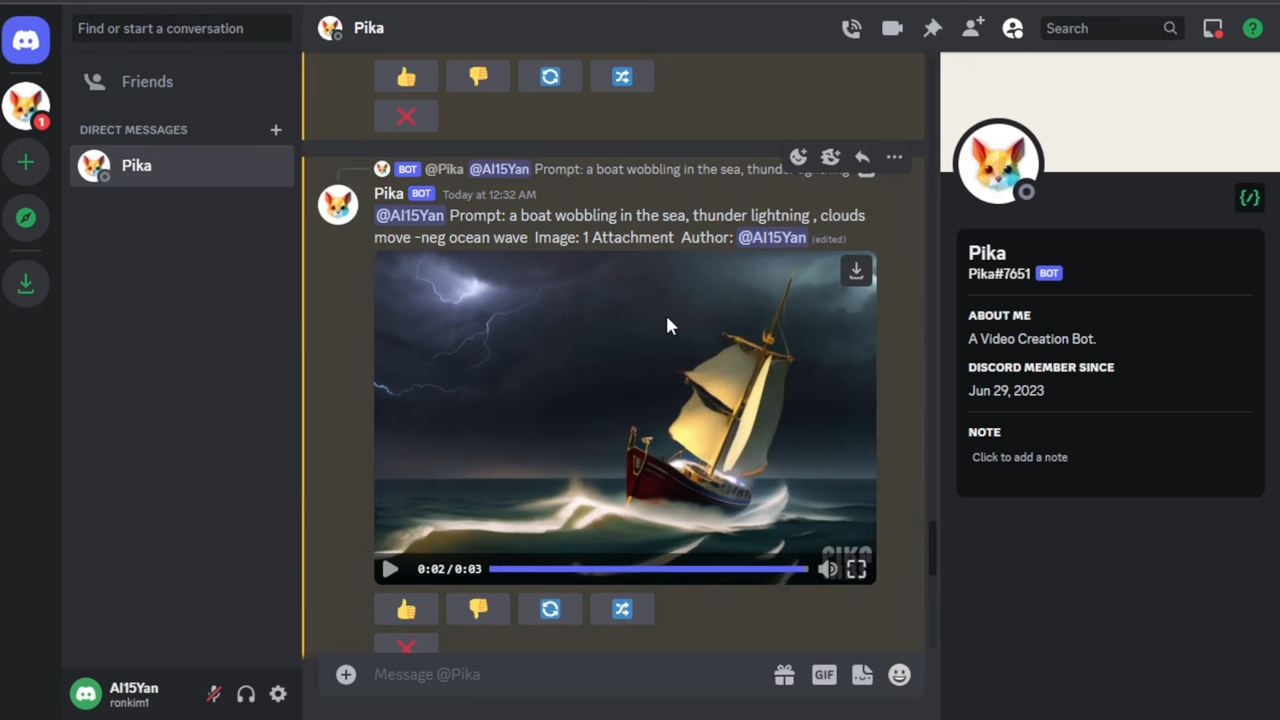 Find or start a conversation
Pika
Search
?
1
Friends
DIRECT MESSAGES
Pika
BOT @Pika @AI15Yan Prompt: a boat wobbling in the sea,
Pika BOT Today at 12:32 AM
@AI15Yan Prompt: a boat wobbling in the sea, thunder lightning , clouds
move -neg ocean wave Image: 1 Attachment Author: @AI15Yan (edited)
0:02/0:03
Message @Pika
GIF
AI15Yan
ronkim1
Pika
Pika#7651 BOT
ABOUT ME
A Video Creation Bot.
DISCORD MEMBER SINCE
Jun 29, 2023
NOTE
Click to add a note